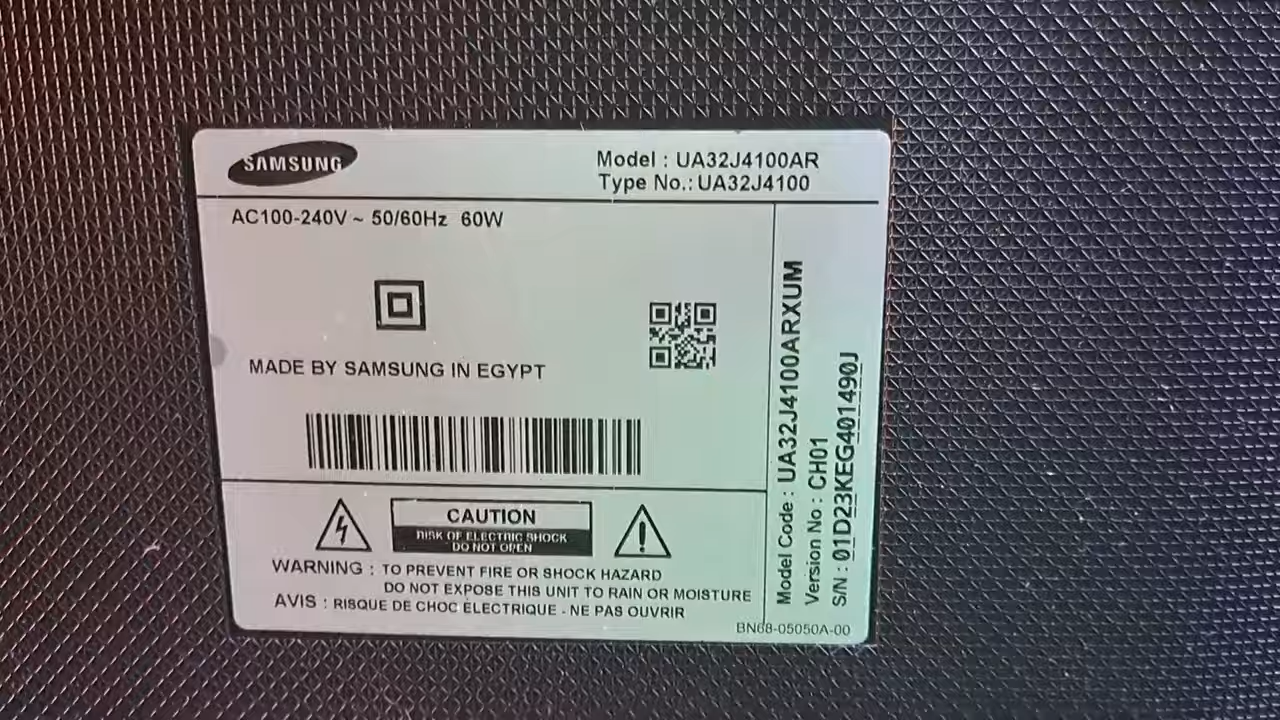 SAMSUNG
Model : UA32J4100AR
Type No.: UA32J4100
AC100-240V ~ 50/60Hz 60W
MADE BY SAMSUNG IN EGYPT
CAUTION
RISK OF ELECTRIC SHOCK
DO NOT OPEN
WARNING : TO PREVENT FIRE OR SHOCK HAZARD
DO NOT EXPOSE THIS UNIT TO RAIN OR MOISTURE
AVIS : RISQUE DE CHOC ÉLECTRIQUE - NE PAS OUVRIR
Model Code : UA32J4100ARXUM
Version No : CH01
S/N : 01D23KEG401490J
BN68-05050A-00